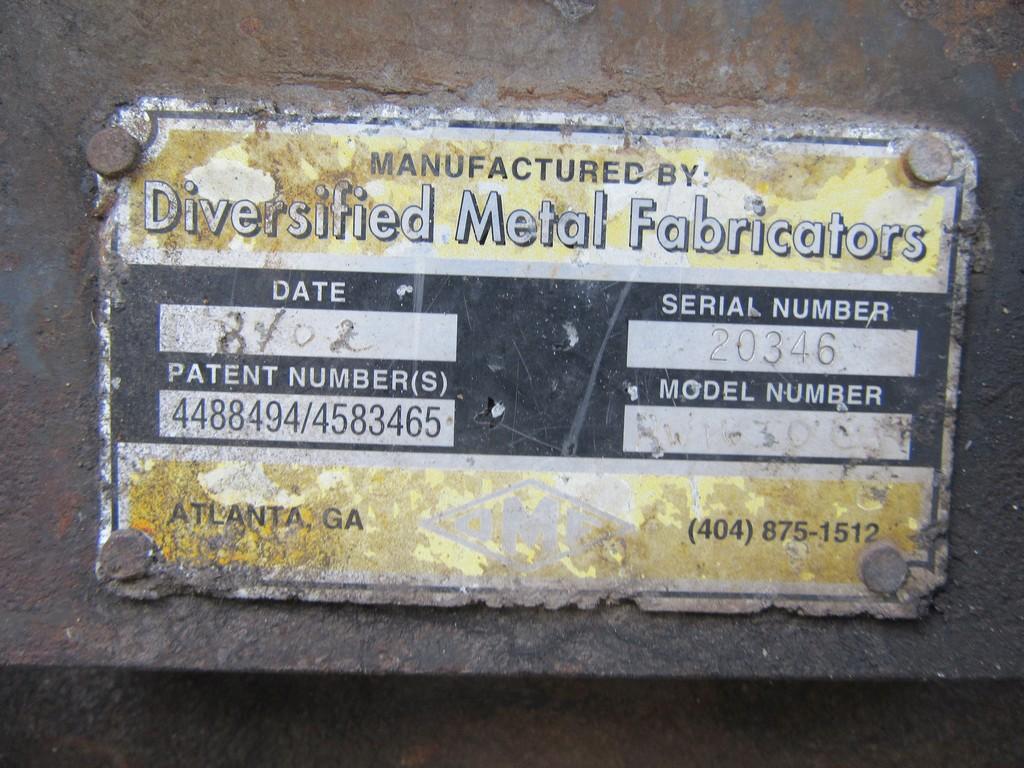 MANUFACTURED BY:
Diversified Metal Fabricators
DATE
SERIAL NUMBER
20346
PATENT NUMBER(S)
4488494/4583465
MODEL NUMBER
ATLANTA, GA
DMF
(404) 875-1512